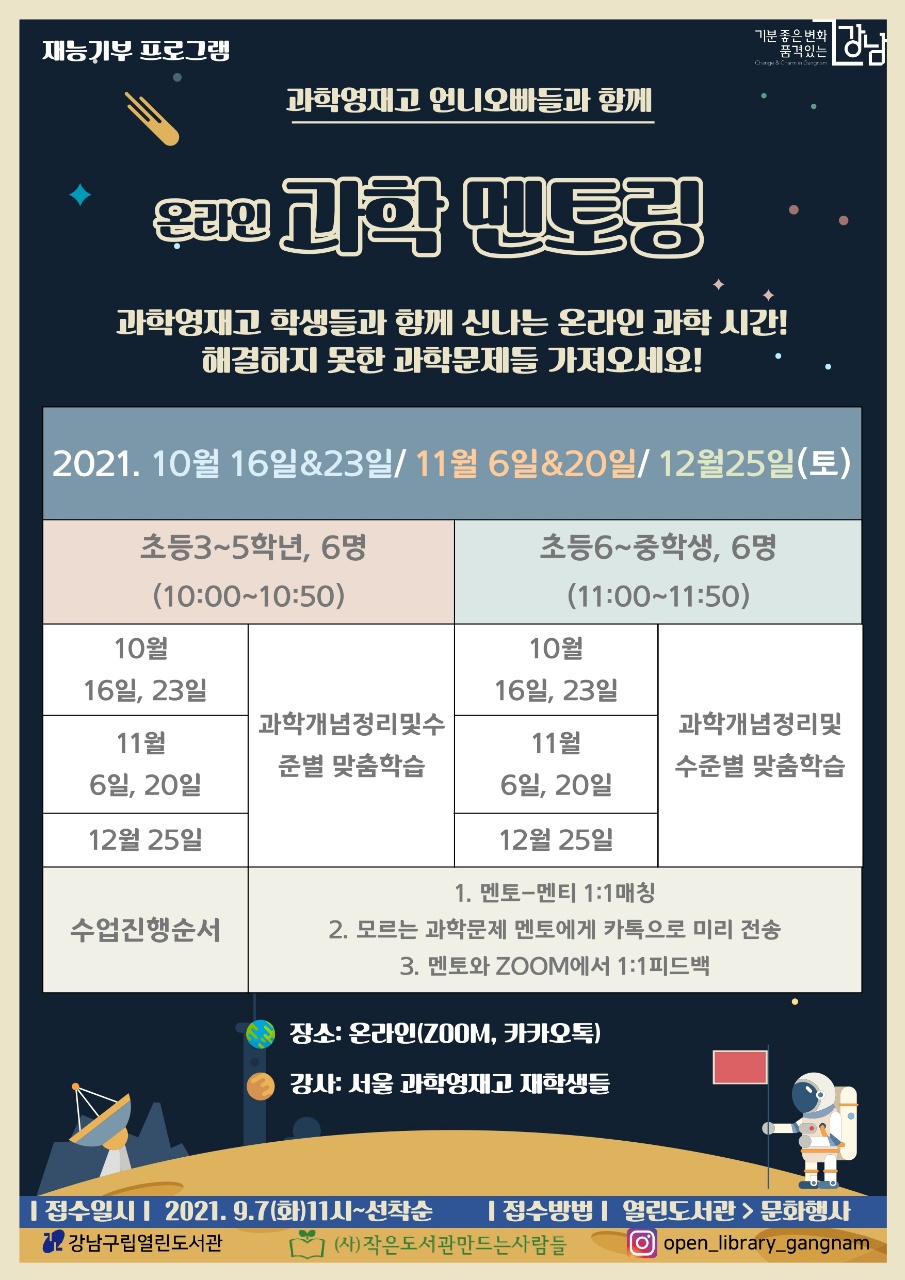 재능기부 프로그램
기분 좋은 변화
품격있는
강남
Change & Charm in Gangnam
과학영재고 언니오빠들과 함께
온라인 과학 멘토링
과학영재고 학생들과 함께 신나는 온라인 과학 시간!
해결하지 못한 과학문제들 가져오세요!
2021. 10월 16일&23일/ 11월 6일&20일/ 12월25일(토)
초등3~5학년, 6명
(10:00~10:50)
초등6~중학생, 6명
(11:00~11:50)
10월
16일, 23일
11월
6일, 20일
12월 25일
과학개념정리및수
준별 맞춤학습
10월
16일, 23일
11월
6일, 20일
12월 25일
과학개념정리및
수준별 맞춤학습
수업진행순서
1. 멘토-멘티 1:1매칭
2. 모르는 과학문제 멘토에게 카톡으로 미리 전송
3. 멘토와 ZOOM에서 1:1피드백
장소: 온라인(ZOOM, 카카오톡)
강사: 서울 과학영재고 재학생들
| 접수일시 | 2021. 9.7(화)11시~선착순 | 접수방법 | 열린도서관 > 문화행사
강남구립열린도서관 (사)작은도서관만드는사람들 open_library_gangnam